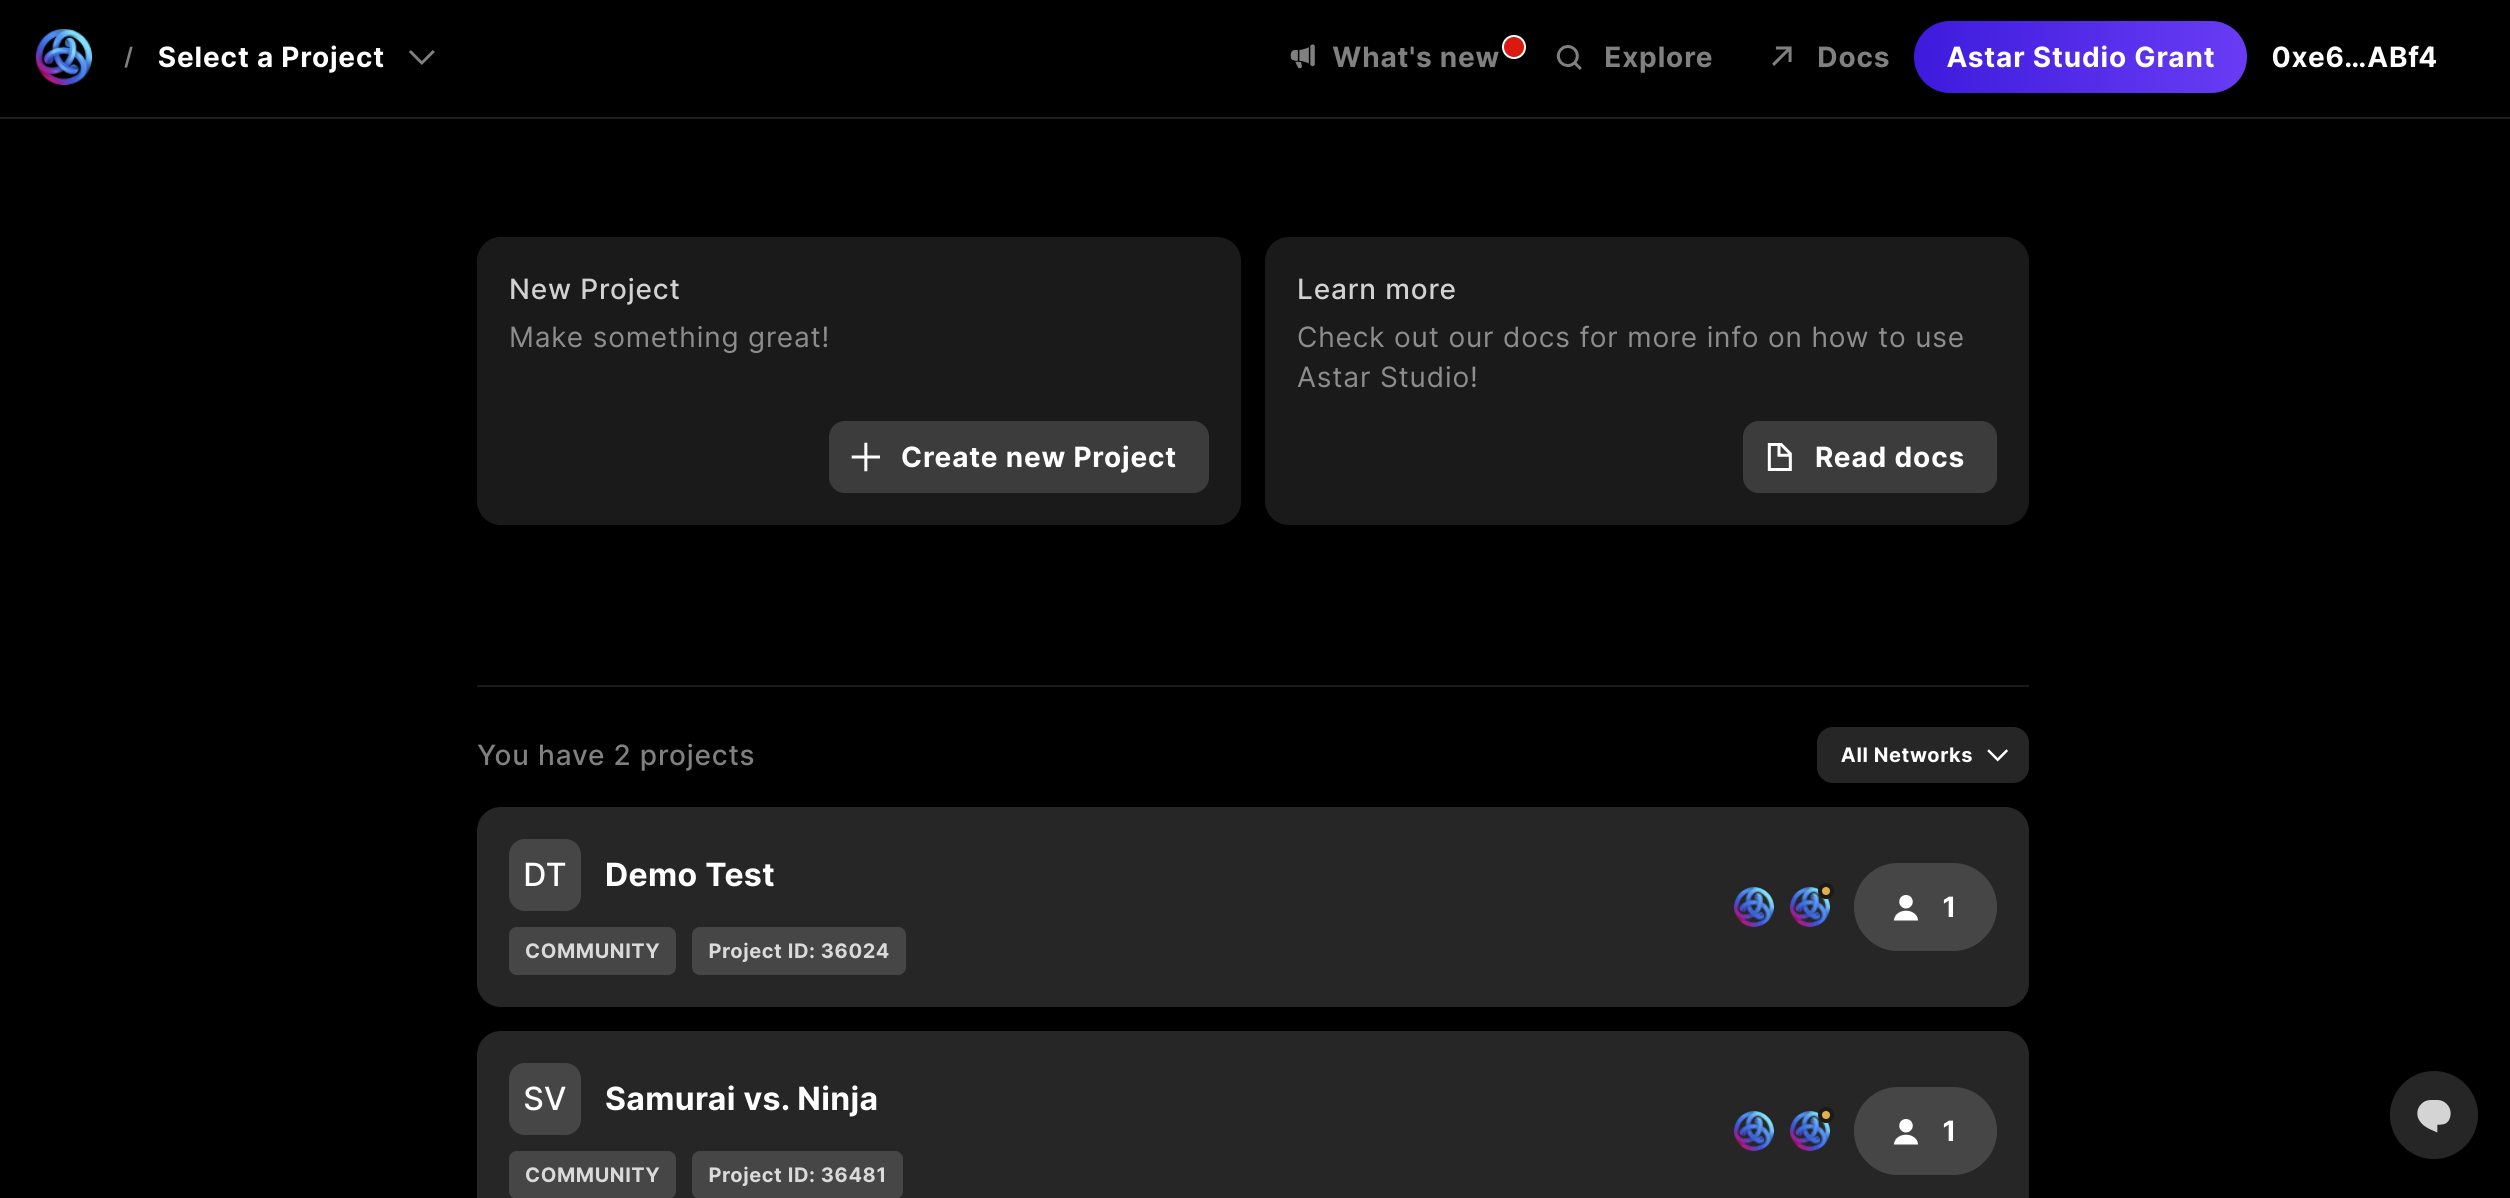 / Select a Project
What's new
Explore
Docs
Astar Studio Grant
0xe6...ABf4
New Project
Make something great!
Create new Project
Learn more
Check out our docs for more info on how to use
Astar Studio!
Read docs
You have 2 projects
All Networks
DT
Demo Test
COMMUNITY
Project ID: 36024
1
SV
Samurai vs. Ninja
COMMUNITY
Project ID: 36481
1